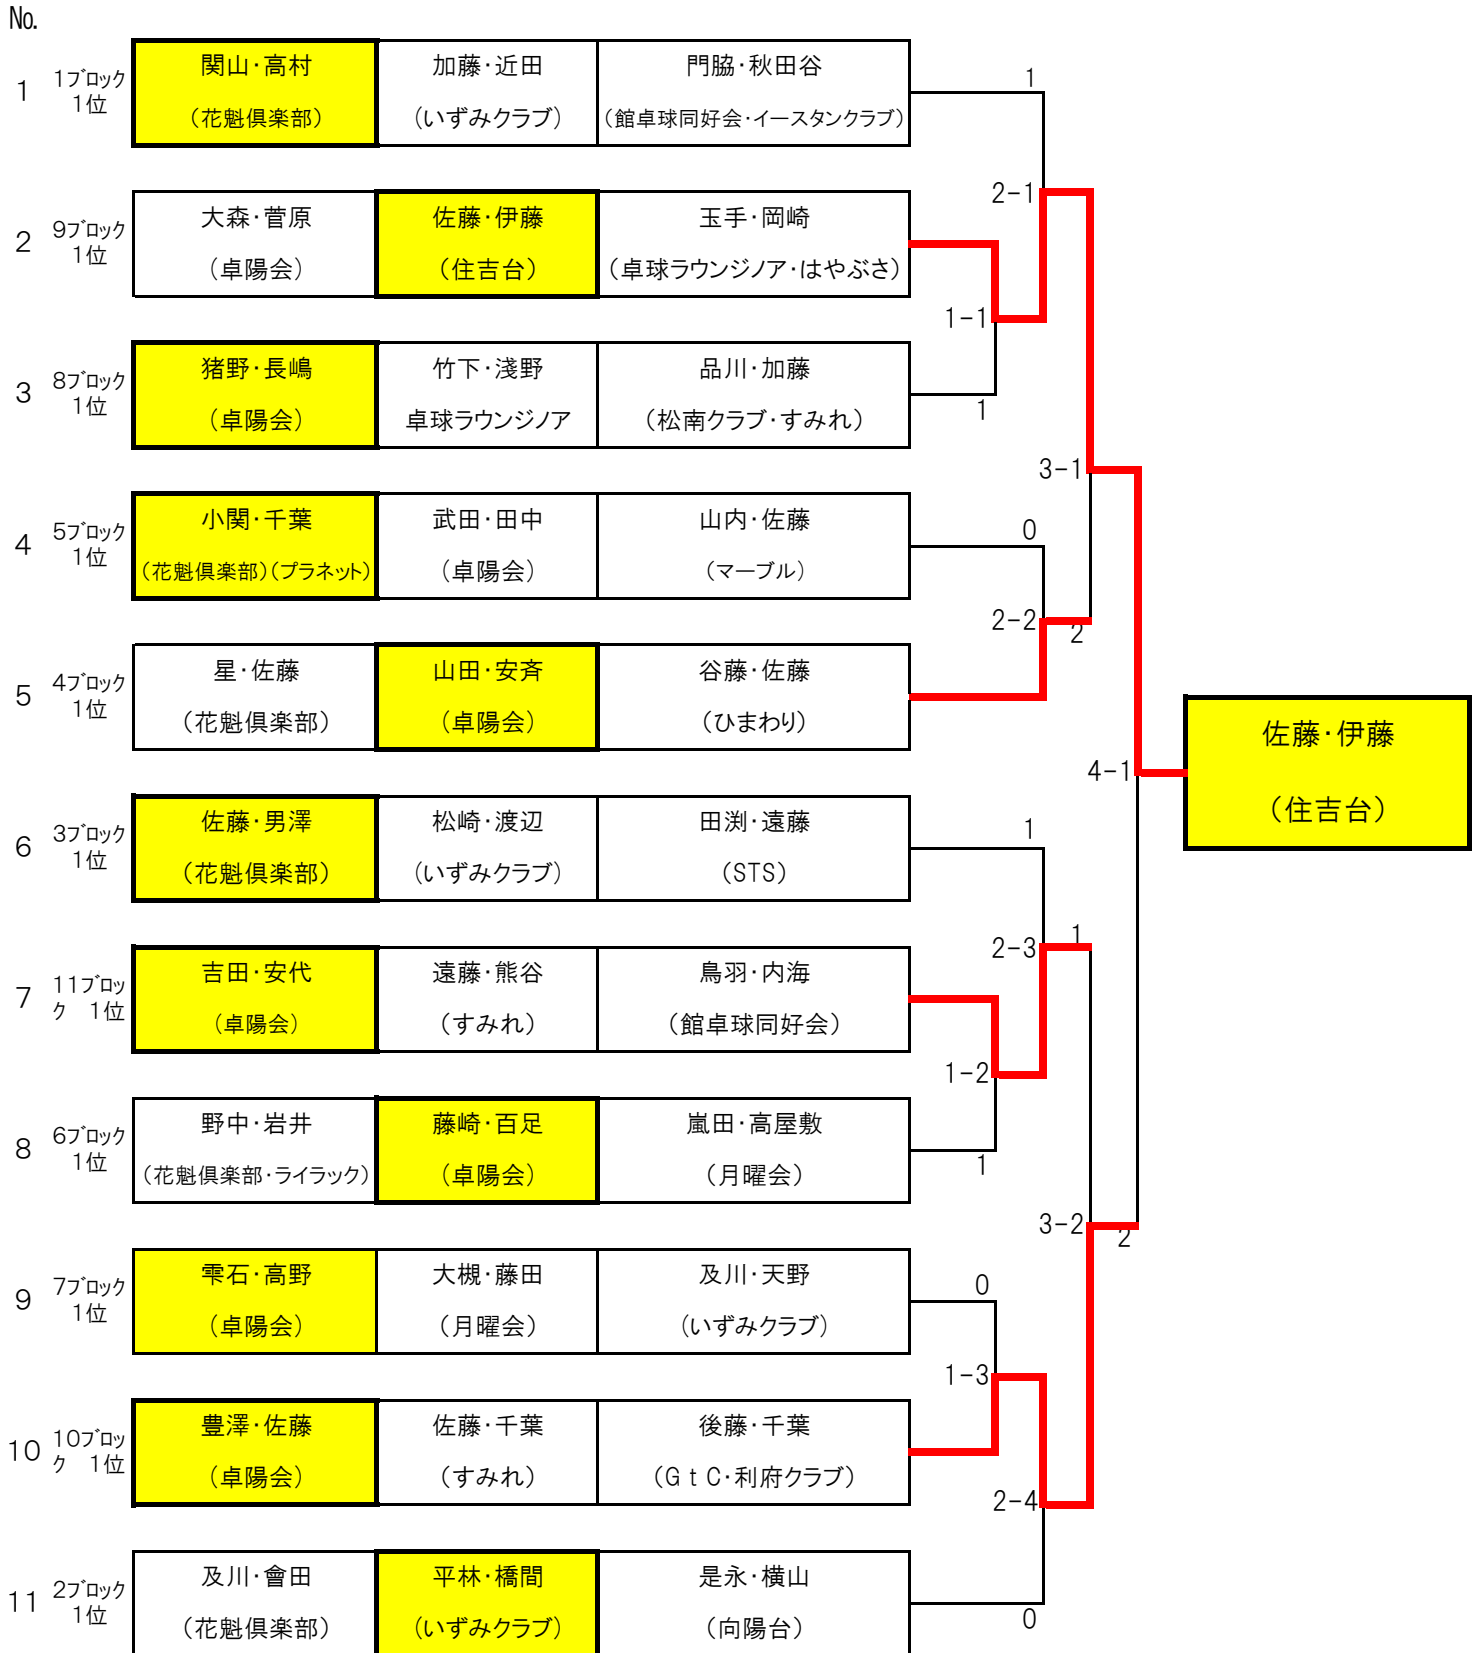 No.
1 1ブロック 1位
関山・高村 加藤・近田 門脇・秋田谷
(花魁倶楽部) (いずみクラブ) (館卓球同好会・イースタンクラブ)
1
2-1
2 9ブロック 1位
大森・菅原 佐藤・伊藤 玉手・岡崎
(卓陽会) (住吉台) (卓球ラウンジノア・はやぶさ)
1-1
3 8ブロック 1位
猪野・長嶋 竹下・淺野 品川・加藤
(卓陽会) 卓球ラウンジノア (松南クラブ・すみれ)
1
3-1
4 5ブロック 1位
小関・千葉 武田・田中 山内・佐藤
(花魁倶楽部)(プラネット) (卓陽会) (マーブル)
0
2-2
2
5 4ブロック 1位
星・佐藤 山田・安斉 谷藤・佐藤
(花魁倶楽部) (卓陽会) (ひまわり)
佐藤・伊藤
(住吉台)
4-1
6 3ブロック 1位
佐藤・男澤 松崎・渡辺 田渕・遠藤
(花魁倶楽部) (いずみクラブ) (STS)
1
2-3
1
7 11ブロッ
ク 1位
吉田・安代 遠藤・熊谷 鳥羽・内海
(卓陽会) (すみれ) (館卓球同好会)
1-2
8 6ブロック 1位
野中・岩井 藤崎・百足 嵐田・高屋敷
(花魁倶楽部・ライラック) (卓陽会) (月曜会)
1
3-2
2
9 7ブロック 1位
雫石・高野 大槻・藤田 及川・天野
(卓陽会) (月曜会) (いずみクラブ)
0
1-3
10 10ブロッ
ク 1位
豊澤・佐藤 佐藤・千葉 後藤・千葉
(卓陽会) (すみれ) (GtC・利府クラブ)
2-4
11 2ブロック 1位
及川・會田 平林・橋間 是永・横山
(花魁倶楽部) (いずみクラブ) (向陽台)
0